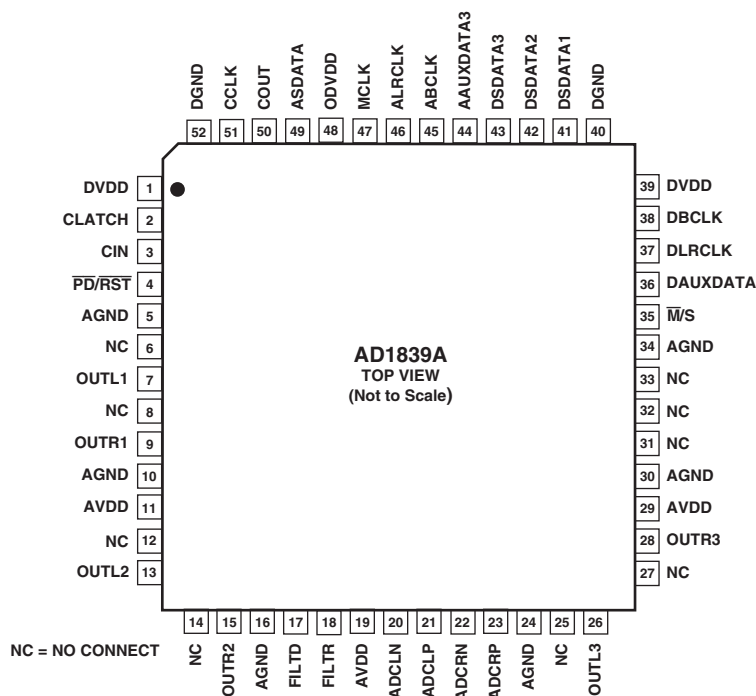 DGND
CCLK
COUT
ASDATA
ODVDD
MCLK
ALRCLK
ABCLK
AAUXDATA3
DSDATA3
DSDATA2
DSDATA1
DGND
52 51 50 49 48 47 46 45 44 43 42 41 40
DVDD 1
CLATCH 2
CIN 3
PD/RST 4
AGND 5
NC 6
OUTL1 7
NC 8
OUTR1 9
AGND 10
AVDD 11
NC 12
OUTL2 13
AD1839A
TOP VIEW
(Not to Scale)
39 DVDD
38 DBCLK
37 DLRCLK
36 DAUXDATA
35 M/S
34 AGND
33 NC
32 NC
31 NC
30 AGND
29 AVDD
28 OUTR3
27 NC
14 15 16 17 18 19 20 21 22 23 24 25 26
NC
OUTR2
AGND
FILTD
FILTR
AVDD
ADCLN
ADCLP
ADCRN
ADCRP
AGND
NC
OUTL3
NC = NO CONNECT